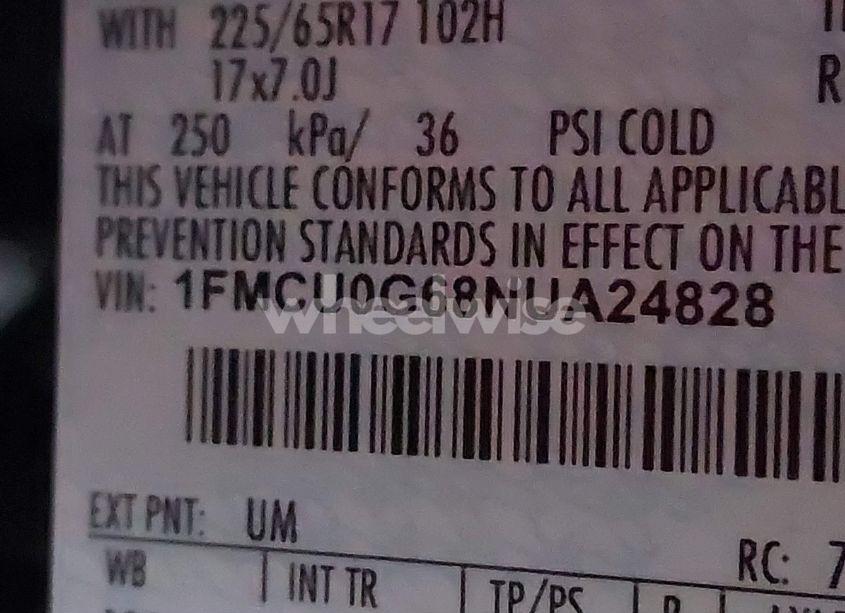 WITH 225/65R17 102H
17x7.0J R
AT 250 kPa/ 36 PSI COLD
THIS VEHICLE CONFORMS TO ALL APPLICABL
PREVENTION STANDARDS IN EFFECT ON THE
VIN: 1FMCU0G68NUA24828
wheelwise
EXT PNT: UM
RC: 7
WB INT TR TP/PS